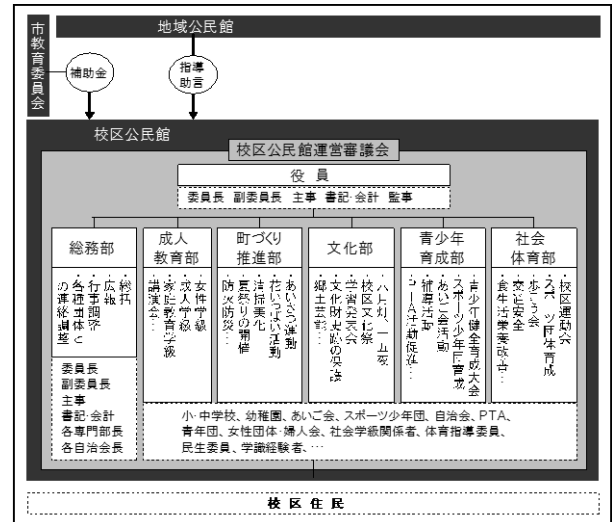 市教育委員会
地域公民館
補助金
指導
助言
校区公民館
校区公民館運営審議会
役 員
委員長 副委員長 主事 書記・会計 監事
総務部
・総括
・広報
・行事調整
・各種団体と
の連絡調整
成人
教育部
・女性学級
・成人学級
・家庭教育学級
・講演会…
町づくり
推進部
・あいさつ運動
・花いっぱい活動
・清掃美化
・夏祭りの開催
・防火防災…
文化部
・六月灯、十五夜
・校区文化祭
・学習発表会
・文化財史跡の保護
・郷土芸能…
青少年
育成部
・青少年健全育成大会
・スポーツ少年団育成
・あいご会活動
・補導活動
・PTA活動促進…
社会
体育部
・校区運動会
・スポーツ団体育成
・歩こう会
・交通安全
・食生活栄養改善…
委員長
副委員長
主事
書記・会計
各専門部長
各自治会長
小・中学校、幼稚園、あいご会、スポーツ少年団、自治会、PTA、
青年団、女性団体・婦人会、社会学級関係者、体育指導委員、
民生委員、学識経験者、…
校 区 住 民